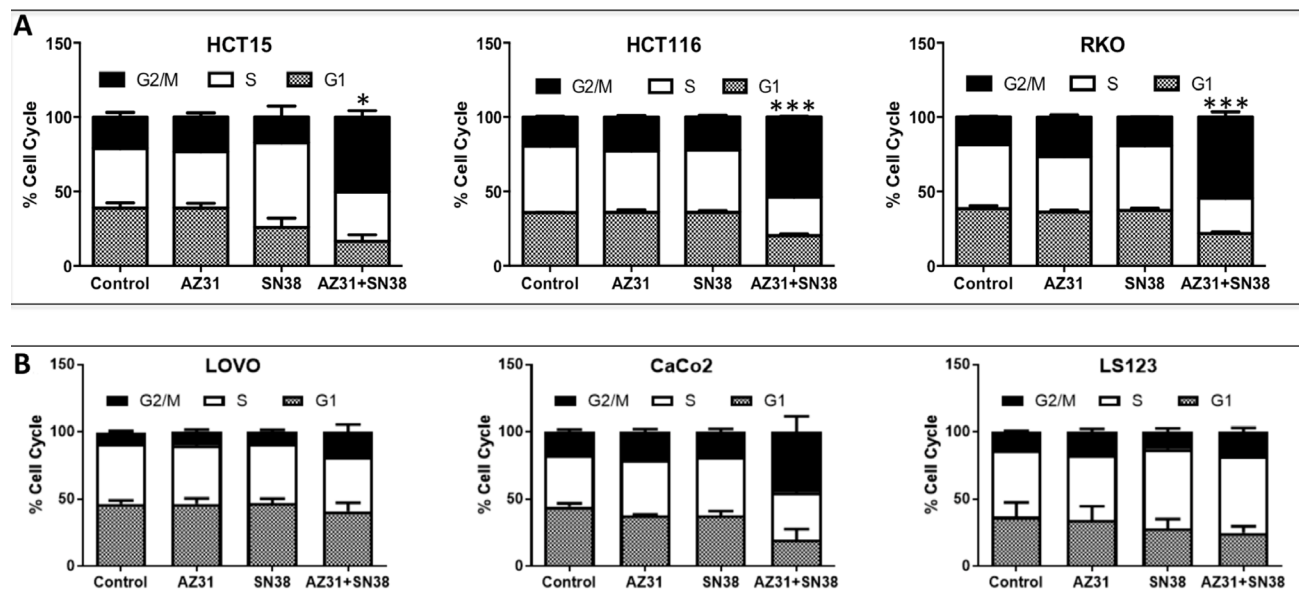 A
HCT15
150
100
50
0
% Cell Cycle
G2/M S G1
*
Control AZ31 SN38 AZ31+SN38
HCT116
150
100
50
0
% Cell Cycle
G2/M S G1
***
Control AZ31 SN38 AZ31+SN38
RKO
150
100
50
0
% Cell Cycle
G2/M S G1
***
Control AZ31 SN38 AZ31+SN38
B
LOVO
150
100
50
0
% Cell Cycle
G2/M S G1
Control AZ31 SN38 AZ31+SN38
CaCo2
150
100
50
0
% Cell Cycle
G2/M S G1
Control AZ31 SN38 AZ31+SN38
LS123
150
100
50
0
% Cell Cycle
G2/M S G1
Control AZ31 SN38 AZ31+SN38